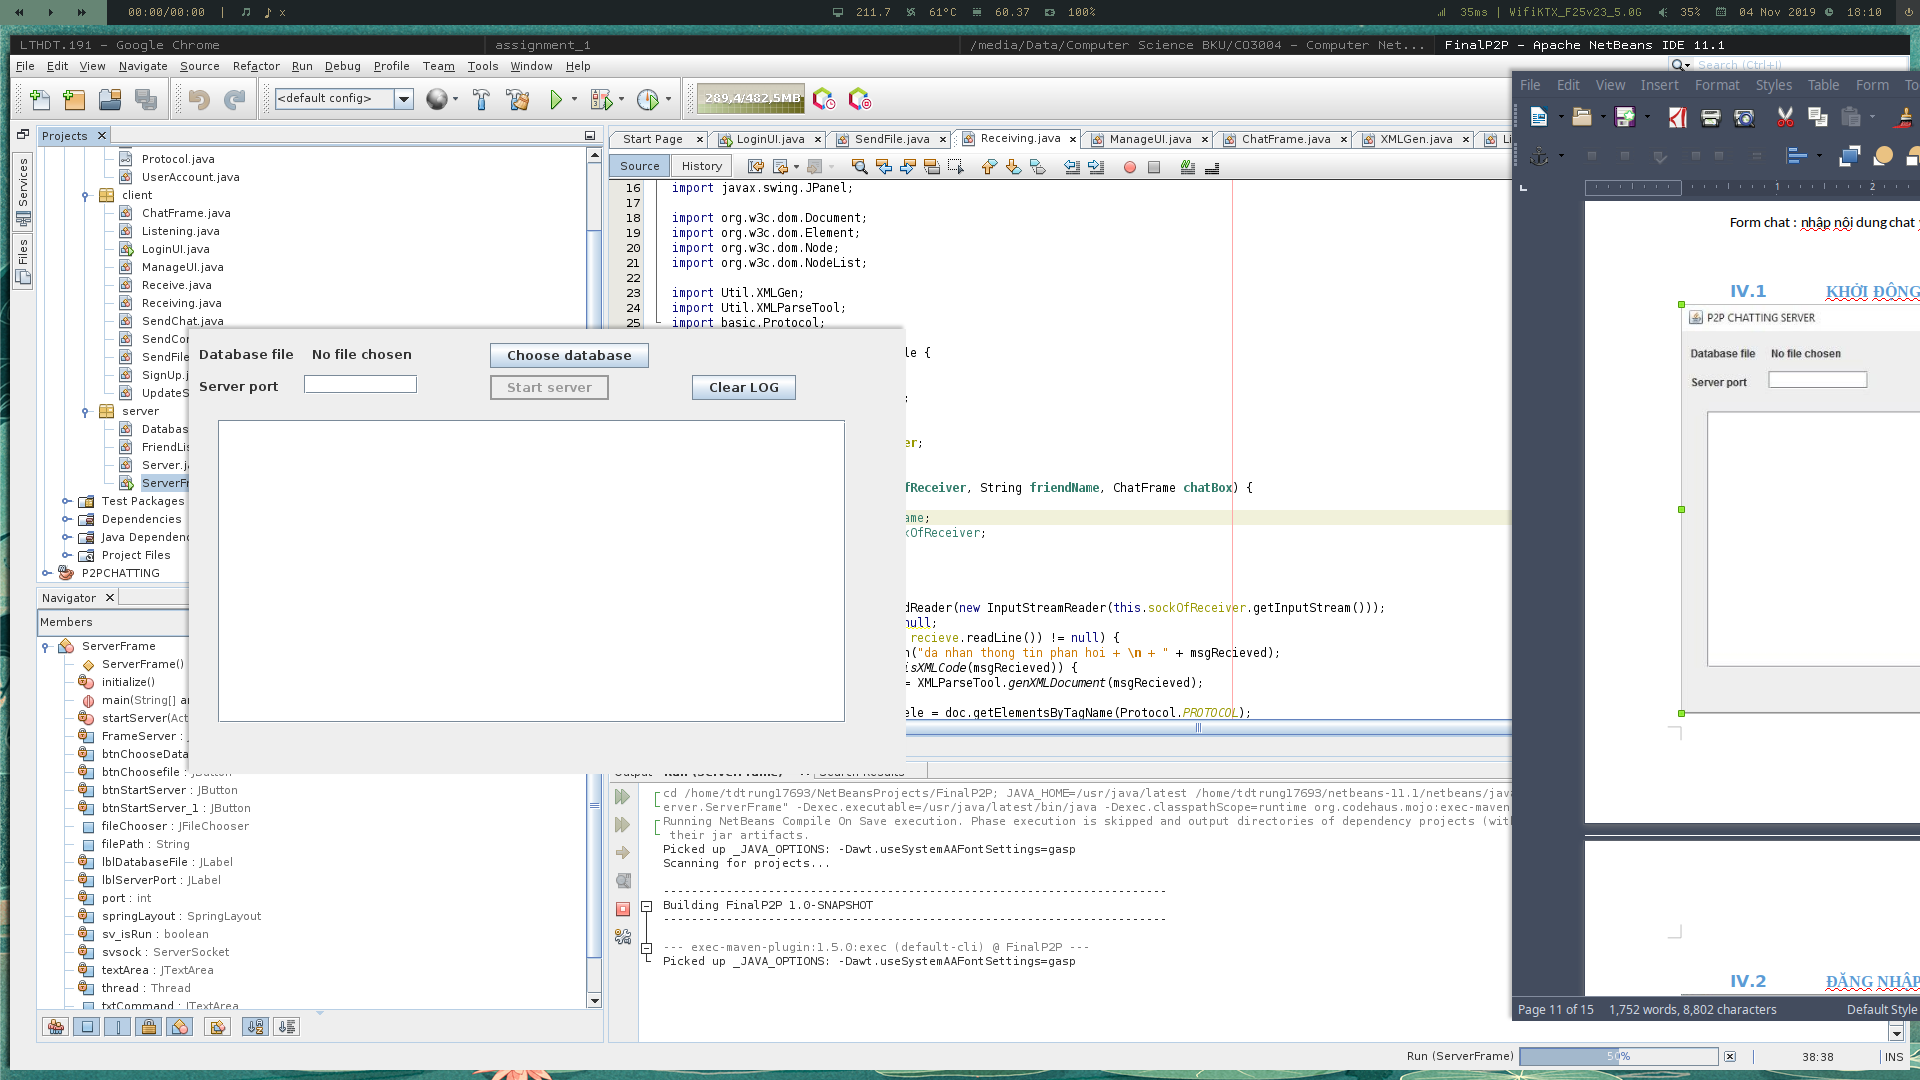 00:00/00:00 | x
211.7 61°C 60.37 100%
35ms | WifiKTX_F25v23_5.0G 35% 04 Nov 2019 18:10
LTHDT.191 - Google Chrome
assignment_1
/media/Data/Computer Science BKU/CO3004 - Computer Net...
FinalP2P - Apache NetBeans IDE 11.1
File Edit View Navigate Source Refactor Run Debug Profile Team Tools Window Help
Search (Ctrl+I)
<default config>
289,4/482,5MB
Services
Files
Projects
Protocol.java
UserAccount.java
client
ChatFrame.java
Listening.java
LoginUI.java
ManageUI.java
Receive.java
Receiving.java
SendChat.java
SendCor
SendFile
SignUp.j
UpdateS
server
Databas
FriendLis
Server.ja
ServerFr
Test Packages
Dependencies
Java Depender
Project Files
P2PCHATTING
Navigator
Members
ServerFrame
ServerFrame()
initialize()
main(String[] ar
startServer(Act
FrameServer : J
btnChooseData
btnChoosefile : JButton
btnStartServer : JButton
btnStartServer_1 : JButton
fileChooser : JFileChooser
filePath : String
lblDatabaseFile : JLabel
lblServerPort : JLabel
port : int
springLayout : SpringLayout
sv_isRun : boolean
svsock : ServerSocket
textArea : JTextArea
thread : Thread
txtCommand : JTextArea
Start Page
LoginUI.java
SendFile.java
Receiving.java
ManageUI.java
ChatFrame.java
XMLGen.java
Li
Source History
16 import javax.swing.JPanel;
17
18 import org.w3c.dom.Document;
19 import org.w3c.dom.Element;
20 import org.w3c.dom.Node;
21 import org.w3c.dom.NodeList;
22
23 import Util.XMLGen;
24 import Util.XMLParseTool;
25 import basic.Protocol;
le {
;
er;
fReceiver, String friendName, ChatFrame chatBox) {
ame;
kOfReceiver;
dReader(new InputStreamReader(this.sockOfReceiver.getInputStream()));
null;
recieve.readLine()) != null) {
n("da nhan thong tin phan hoi + \n + " + msgRecieved);
isXMLCode(msgRecieved)) {
= XMLParseTool.genXMLDocument(msgRecieved);
ele = doc.getElementsByTagName(Protocol.PROTOCOL);
Database file No file chosen
Choose database
Server port
Start server
Clear LOG
Output Run (ServerFrame) Search Results
cd /home/tdtrung17693/NetBeansProjects/FinalP2P; JAVA_HOME=/usr/java/latest /home/tdtrung17693/netbeans-11.1/netbeans/jav
erver.ServerFrame" -Dexec.executable=/usr/java/latest/bin/java -Dexec.classpathScope=runtime org.codehaus.mojo:exec-maven
Running NetBeans Compile On Save execution. Phase execution is skipped and output directories of dependency projects (wit
their jar artifacts.
Picked up _JAVA_OPTIONS: -Dawt.useSystemAAFontSettings=gasp
Scanning for projects...
------------------------------------------------------------------------
Building FinalP2P 1.0-SNAPSHOT
------------------------------------------------------------------------
--- exec-maven-plugin:1.5.0:exec (default-cli) @ FinalP2P ---
Picked up _JAVA_OPTIONS: -Dawt.useSystemAAFontSettings=gasp
Run (ServerFrame)
50%
38:38
INS
File Edit View Insert Format Styles Table Form To
1 2
Form chat : nhập nội dung chat
IV.1 KHỞI ĐỘNG
P2P CHATTING SERVER
Database file No file chosen
Server port
IV.2 ĐĂNG NHẬP
Page 11 of 15 1,752 words, 8,802 characters Default Style